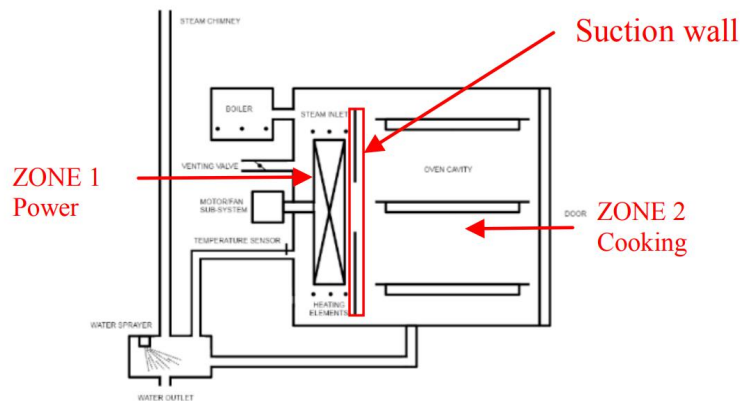 STEAM CHIMNEY
Suction wall
BOILER
STEAM INLET
VENTING VALVE
OVEN CAVITY
ZONE 1
Power
MOTOR/FAN
SUB-SYSTEM
DOOR
ZONE 2
Cooking
TEMPERATURE SENSOR
HEATING
ELEMENTS
WATER SPRAYER
WATER OUTLET